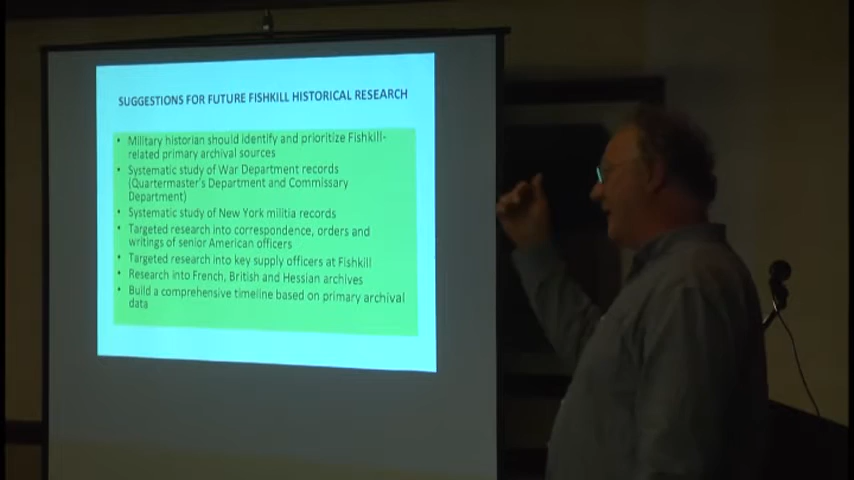 SUGGESTIONS FOR FUTURE FISHKILL HISTORICAL RESEARCH
• Military historian should identify and prioritize Fishkill-
related primary archival sources
• Systematic study of War Department records
(Quartermaster's Department and Commissary
Department)
• Systematic study of New York militia records
• Targeted research into correspondence, orders and
writings of senior American officers
• Targeted research into key supply officers at Fishkill
• Research into French, British and Hessian archives
• Build a comprehensive timeline based on primary archival
data